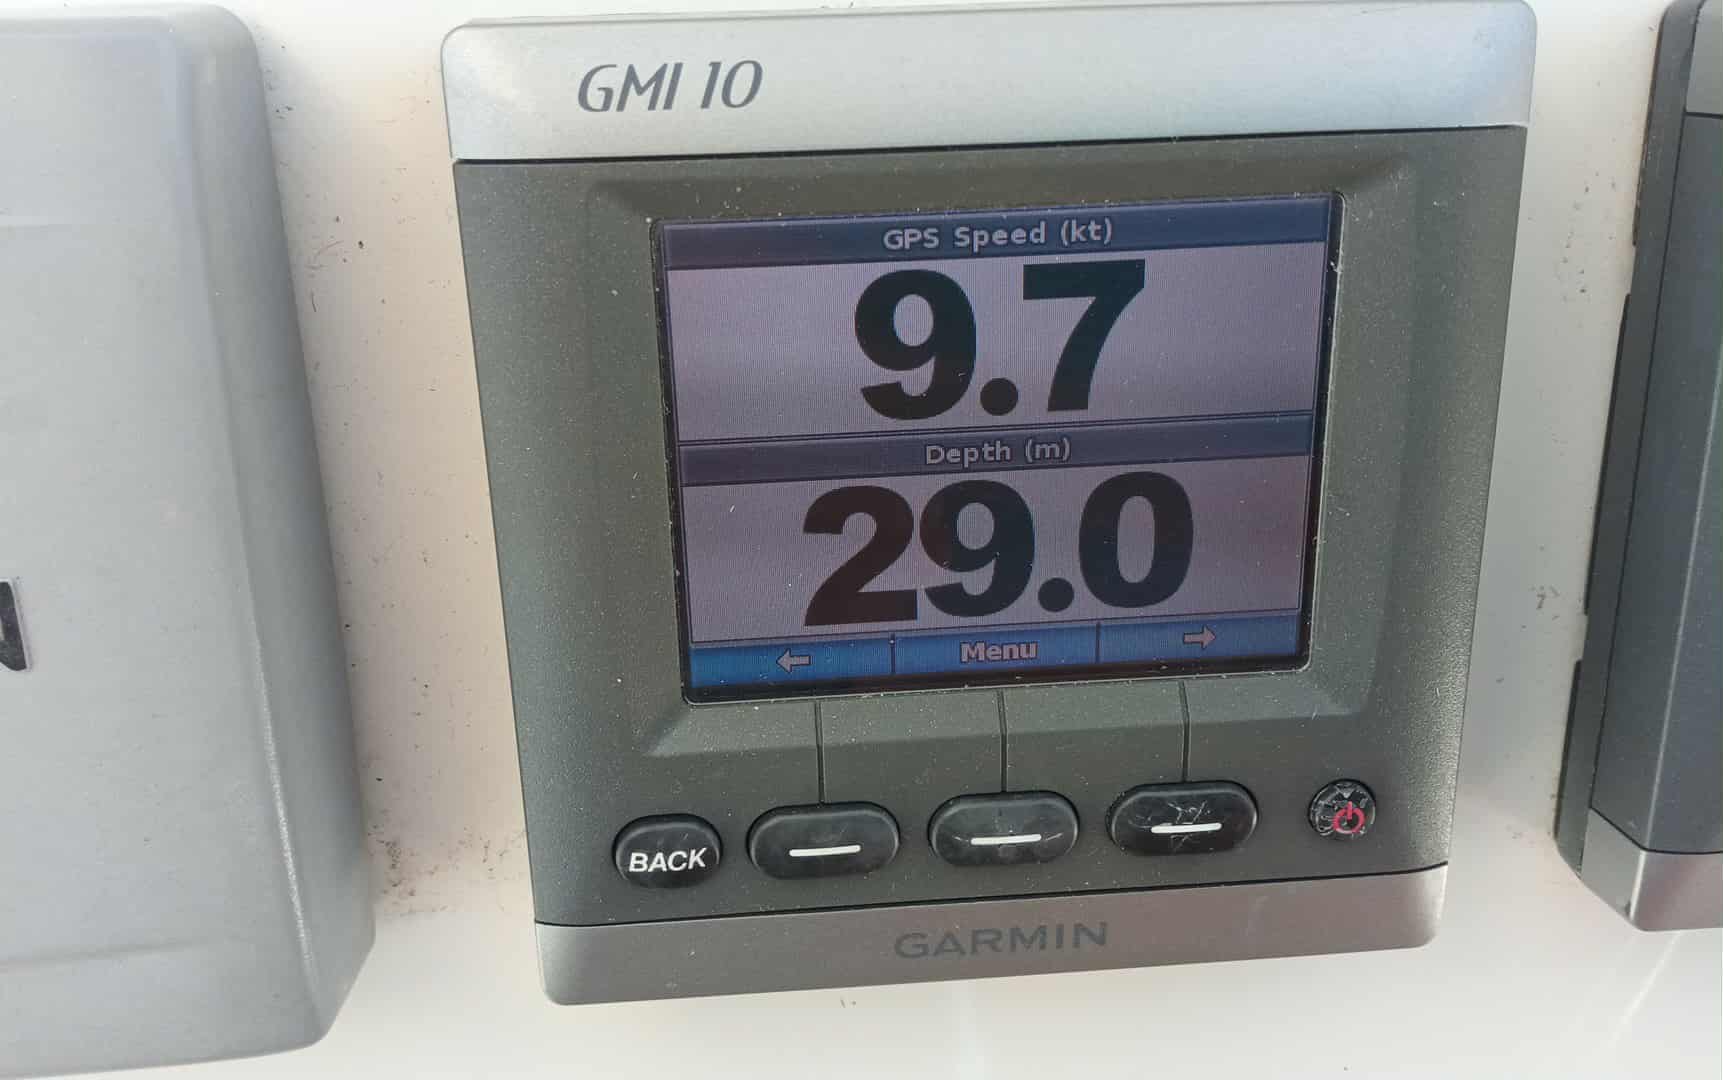 GMI 10
GPS Speed (kt)
9.7
Depth (m)
29.0
Menu
BACK
GARMIN